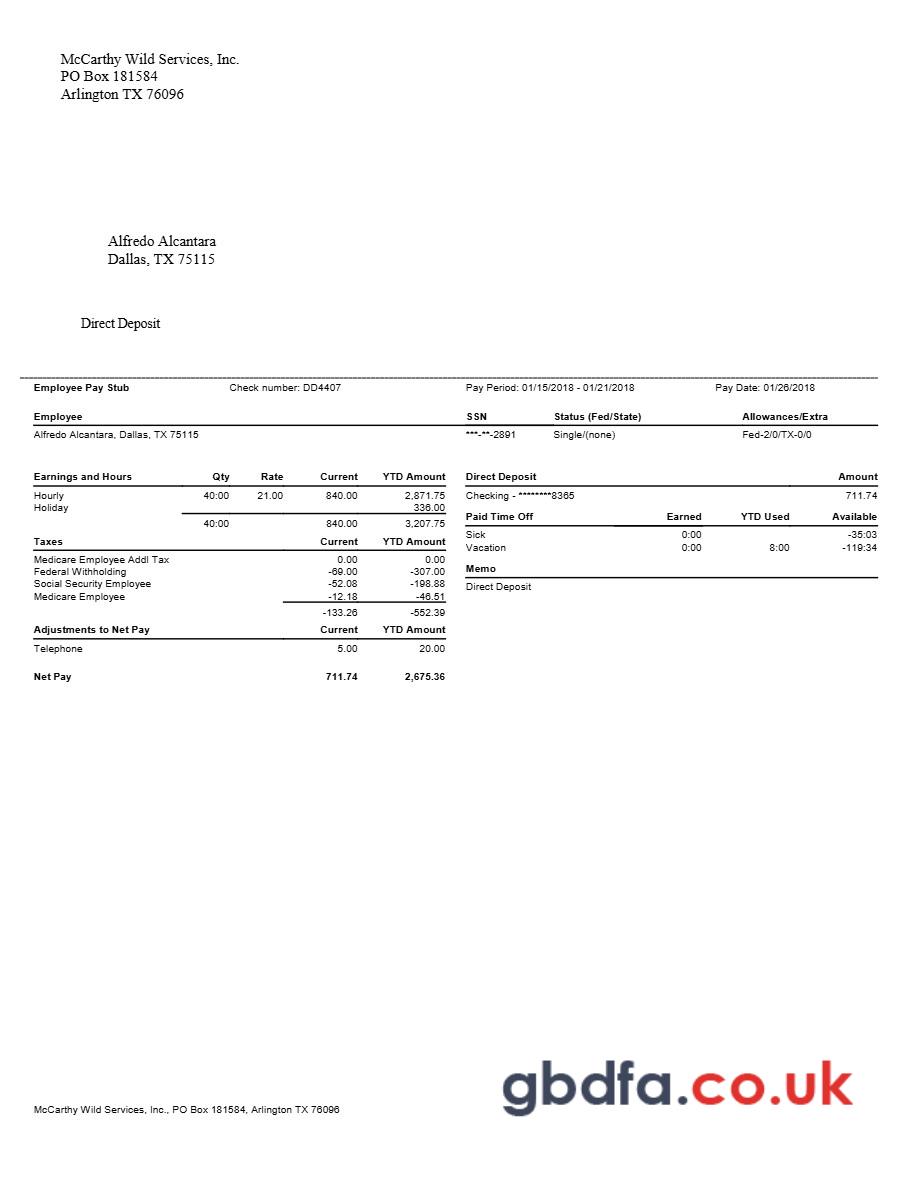 McCarthy Wild Services, Inc.
PO Box 181584
Arlington TX 76096
Alfredo Alcantara
Dallas, TX 75115
Direct Deposit
Employee Pay Stub Check number: DD4407 Pay Period: 01/15/2018 - 01/21/2018 Pay Date: 01/26/2018
Employee SSN Status (Fed/State) Allowances/Extra
Alfredo Alcantara, Dallas, TX 75115 ***-**-2891 Single/(none) Fed-2/0/TX-0/0
Earnings and Hours Qty Rate Current YTD Amount
Hourly 40:00 21.00 840.00 2,871.75
Holiday 336.00
40:00 840.00 3,207.75
Taxes Current YTD Amount
Medicare Employee Addl Tax 0.00 0.00
Federal Withholding -69.00 -307.00
Social Security Employee -52.08 -198.88
Medicare Employee -12.18 -46.51
-133.26 -552.39
Adjustments to Net Pay Current YTD Amount
Telephone 5.00 20.00
Net Pay 711.74 2,675.36
Direct Deposit Amount
Checking - ********8365 711.74
Paid Time Off Earned YTD Used Available
Sick 0:00 -35:03
Vacation 0:00 8:00 -119:34
Memo
Direct Deposit
McCarthy Wild Services, Inc., PO Box 181584, Arlington TX 76096
gbdfa.co.uk